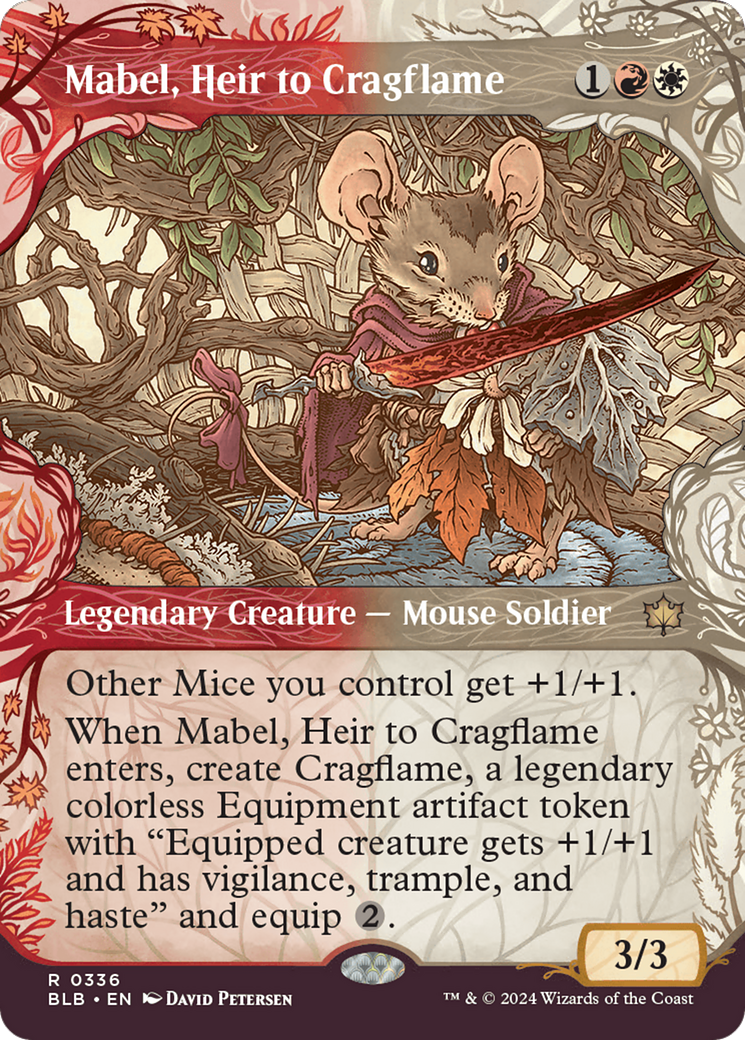 Mabel, Heir to Cragflame 1
Legendary Creature — Mouse Soldier
Other Mice you control get +1/+1.
When Mabel, Heir to Cragflame
enters, create Cragflame, a legendary
colorless Equipment artifact token
with “Equipped creature gets +1/+1
and has vigilance, trample, and
haste” and equip 2.
3/3
R 0336
BLB • EN David Petersen
™ & © 2024 Wizards of the Coast